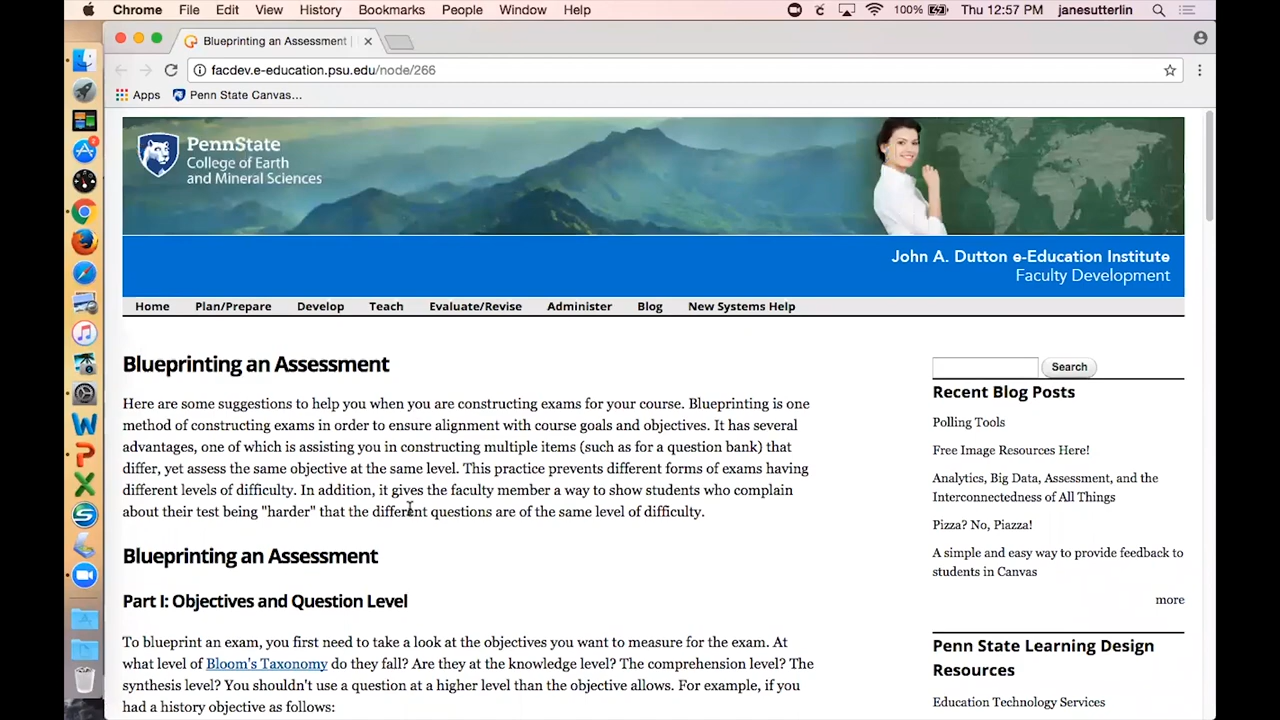 Chrome File Edit View History Bookmarks People Window Help 100% Thu 12:57 PM janesutterlin
Blueprinting an Assessment
facdev.e-education.psu.edu/node/266
Apps Penn State Canvas...
PennState
College of Earth
and Mineral Sciences
John A. Dutton e-Education Institute
Faculty Development
Home Plan/Prepare Develop Teach Evaluate/Revise Administer Blog New Systems Help
Blueprinting an Assessment
Here are some suggestions to help you when you are constructing exams for your course. Blueprinting is one
method of constructing exams in order to ensure alignment with course goals and objectives. It has several
advantages, one of which is assisting you in constructing multiple items (such as for a question bank) that
differ, yet assess the same objective at the same level. This practice prevents different forms of exams having
different levels of difficulty. In addition, it gives the faculty member a way to show students who complain
about their test being "harder" that the different questions are of the same level of difficulty.
Blueprinting an Assessment
Part I: Objectives and Question Level
To blueprint an exam, you first need to take a look at the objectives you want to measure for the exam. At
what level of Bloom's Taxonomy do they fall? Are they at the knowledge level? The comprehension level? The
synthesis level? You shouldn't use a question at a higher level than the objective allows. For example, if you
had a history objective as follows:
Search
Recent Blog Posts
Polling Tools
Free Image Resources Here!
Analytics, Big Data, Assessment, and the
Interconnectedness of All Things
Pizza? No, Piazza!
A simple and easy way to provide feedback to
students in Canvas
more
Penn State Learning Design
Resources
Education Technology Services